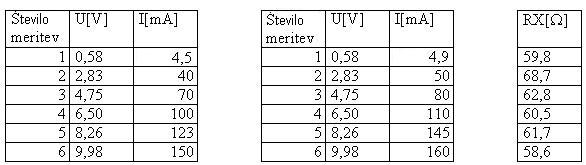 Število meritev U[V] I[mA]
1 0,58 4,5
2 2,83 40
3 4,75 70
4 6,50 100
5 8,26 123
6 9,98 150
Število meritev U[V] I[mA]
1 0,58 4,9
2 2,83 50
3 4,75 80
4 6,50 110
5 8,26 145
6 9,98 160
RX[Ω]
59,8
68,7
62,8
60,5
61,7
58,6